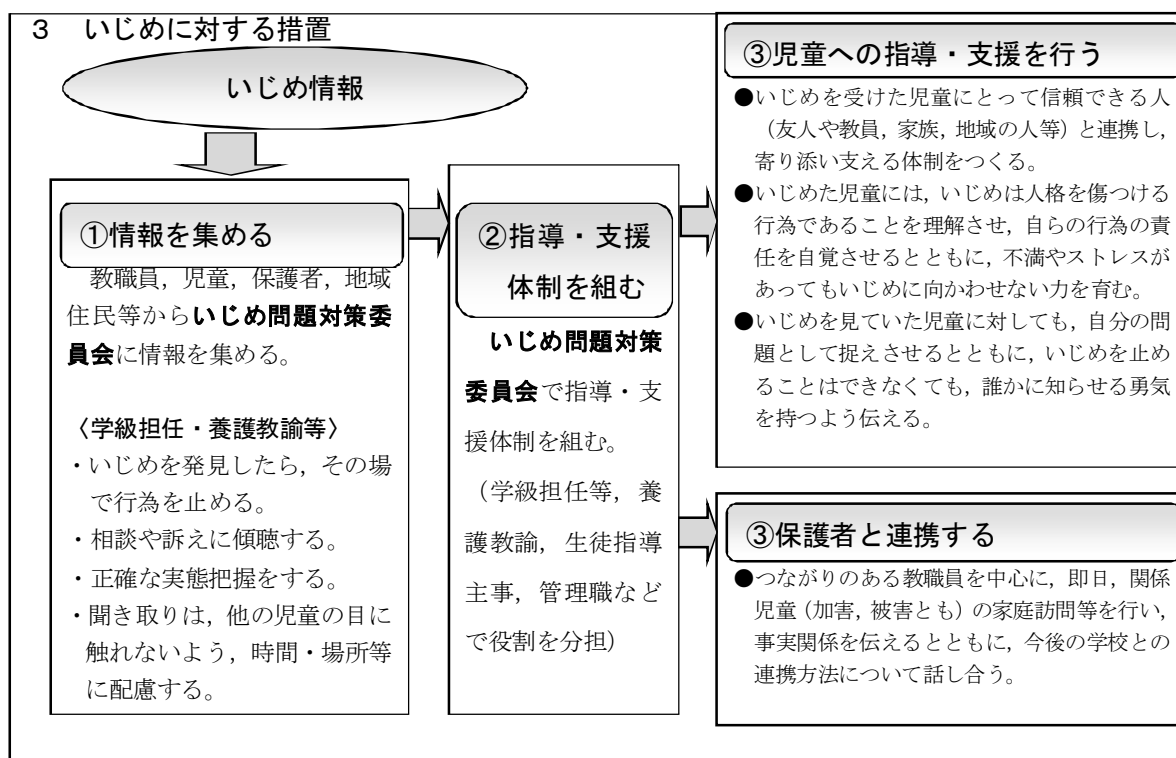 ３　いじめに対する措置
いじめ情報
①情報を集める
教職員，児童，保護者，地域
住民等からいじめ問題対策委
員会に情報を集める。
〈学級担任・養護教諭等〉
・いじめを発見したら，その場
で行為を止める。
・相談や訴えに傾聴する。
・正確な実態把握をする。
・聞き取りは，他の児童の目に
触れないよう，時間・場所等
に配慮する。
②指導・支援
体制を組む
いじめ問題対策
委員会で指導・支
援体制を組む。
（学級担任等，養
護教諭，生徒指導
主事，管理職など
で役割を分担）
③児童への指導・支援を行う
●いじめを受けた児童にとって信頼できる人
（友人や教員，家族，地域の人等）と連携し，
寄り添い支える体制をつくる。
●いじめた児童には，いじめは人格を傷つける
行為であることを理解させ，自らの行為の責
任を自覚させるとともに，不満やストレスが
あってもいじめに向かわせない力を育む。
●いじめを見ていた児童に対しても，自分の問
題として捉えさせるとともに，いじめを止め
ることはできなくても，誰かに知らせる勇気
を持つよう伝える。
③保護者と連携する
●つながりのある教職員を中心に，即日，関係
児童（加害，被害とも）の家庭訪問等を行い，
事実関係を伝えるとともに，今後の学校との
連携方法について話し合う。